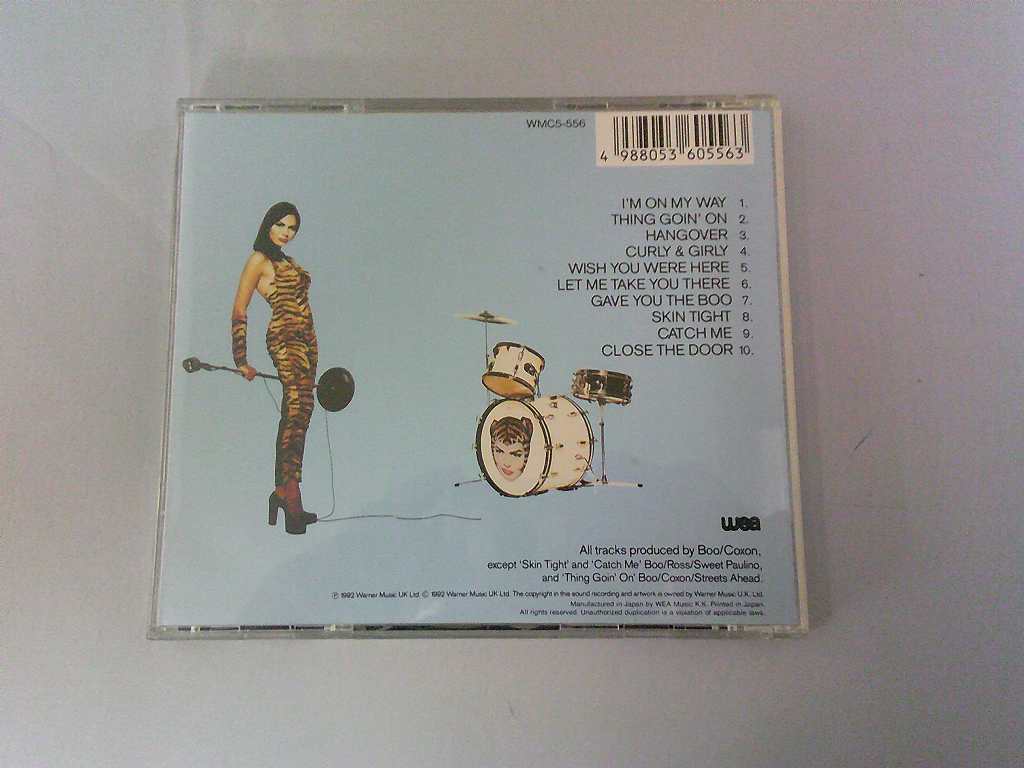 WMC5-556
4 988053 605563
I'M ON MY WAY 1.
THING GOIN' ON 2.
HANGOVER 3.
CURLY & GIRLY 4.
WISH YOU WERE HERE 5.
LET ME TAKE YOU THERE 6.
GAVE YOU THE BOO 7.
SKIN TIGHT 8.
CATCH ME 9.
CLOSE THE DOOR 10.
wea
All tracks produced by Boo/Coxon,
except 'Skin Tight' and 'Catch Me' Boo/Ross/Sweet Paulino,
and 'Thing Goin' On' Boo/Coxon/Streets Ahead.
℗ 1992 Warner Music UK Ltd. © 1992 Warner Music UK Ltd. The copyright in this sound recording and artwork is owned by Warner Music U.K. Ltd.
Manufactured in Japan by WEA Music K.K. Printed in Japan.
All rights reserved. Unauthorized duplication is a violation of applicable laws.